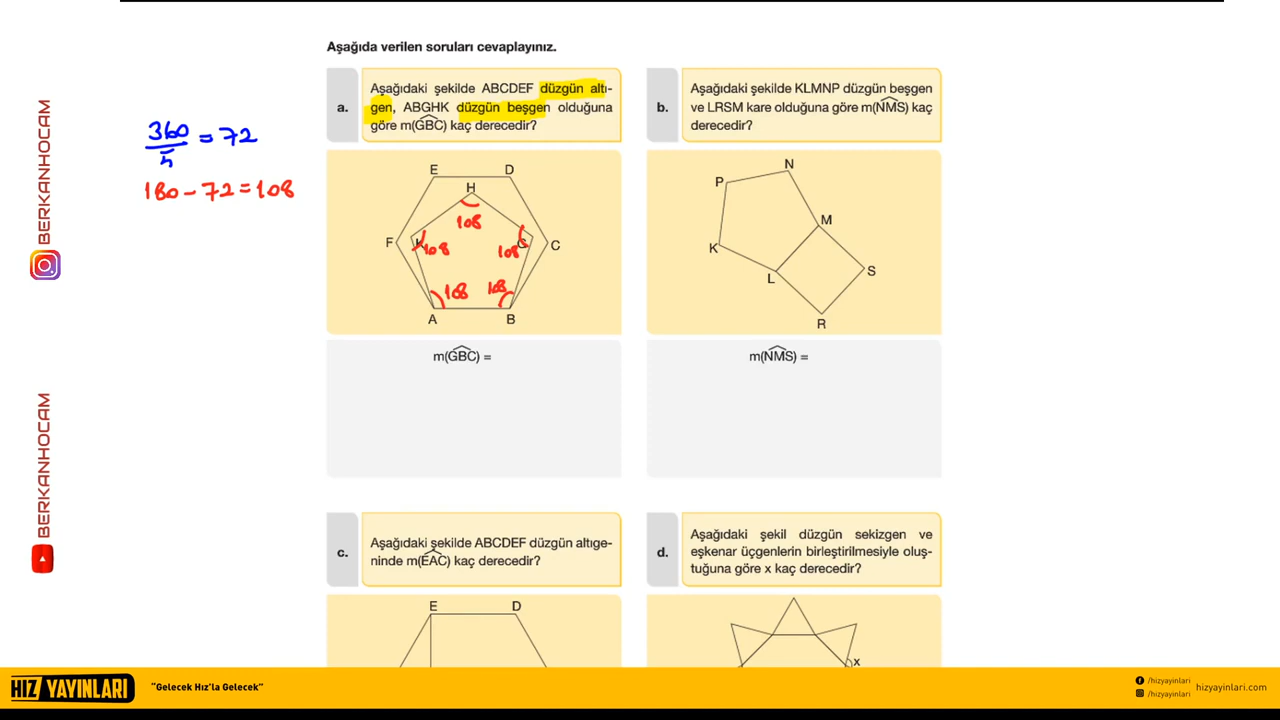 Aşağıda verilen soruları cevaplayınız.
a.
Aşağıdaki şekilde ABCDEF düzgün altı-
gen, ABGHK düzgün beşgen olduğuna
göre m(GBC) kaç derecedir?
b.
Aşağıdaki şekilde KLMNP düzgün beşgen
ve LRSM kare olduğuna göre m(NMS) kaç
derecedir?
360
5
= 72
180 - 72 = 108
E
D
H
108
F
K
108
108
G
C
108
108
A
B
N
P
M
K
S
L
R
m(GBC) =
m(NMS) =
c.
Aşağıdaki şekilde ABCDEF düzgün altıge-
ninde m(EAC) kaç derecedir?
d.
Aşağıdaki şekil düzgün sekizgen ve
eşkenar üçgenlerin birleştirilmesiyle oluş-
tuğuna göre x kaç derecedir?
E
D
x
BERKANHOCAM
BERKANHOCAM
HIZ YAYINLARI
"Gelecek Hız'la Gelecek"
/hizyayinlari
/hizyayinlari
hizyayinlari.com